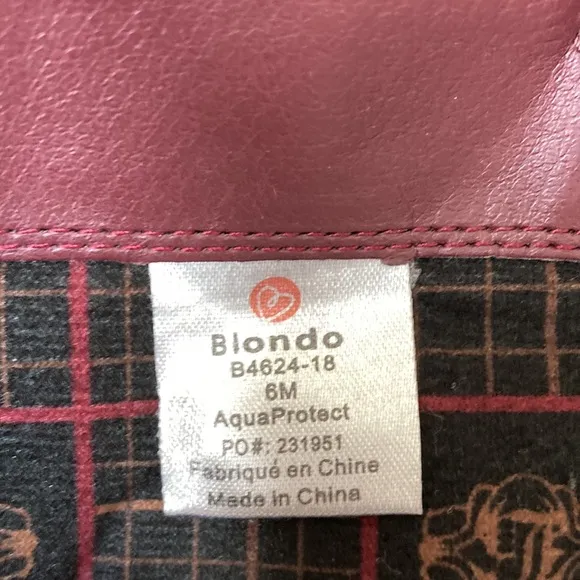 Blondo
B4624-18
6M
AquaProtect
PO#: 231951
Fabriqué en Chine
Made in China